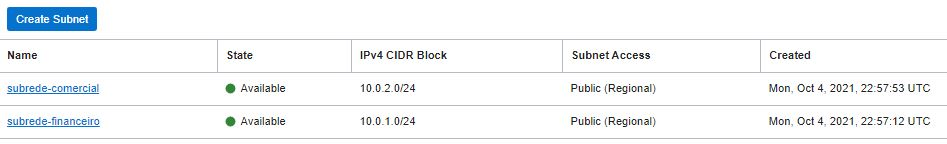 Create Subnet
Name State IPv4 CIDR Block Subnet Access Created
subrede-comercial Available 10.0.2.0/24 Public (Regional) Mon, Oct 4, 2021, 22:57:53 UTC
subrede-financeiro Available 10.0.1.0/24 Public (Regional) Mon, Oct 4, 2021, 22:57:12 UTC